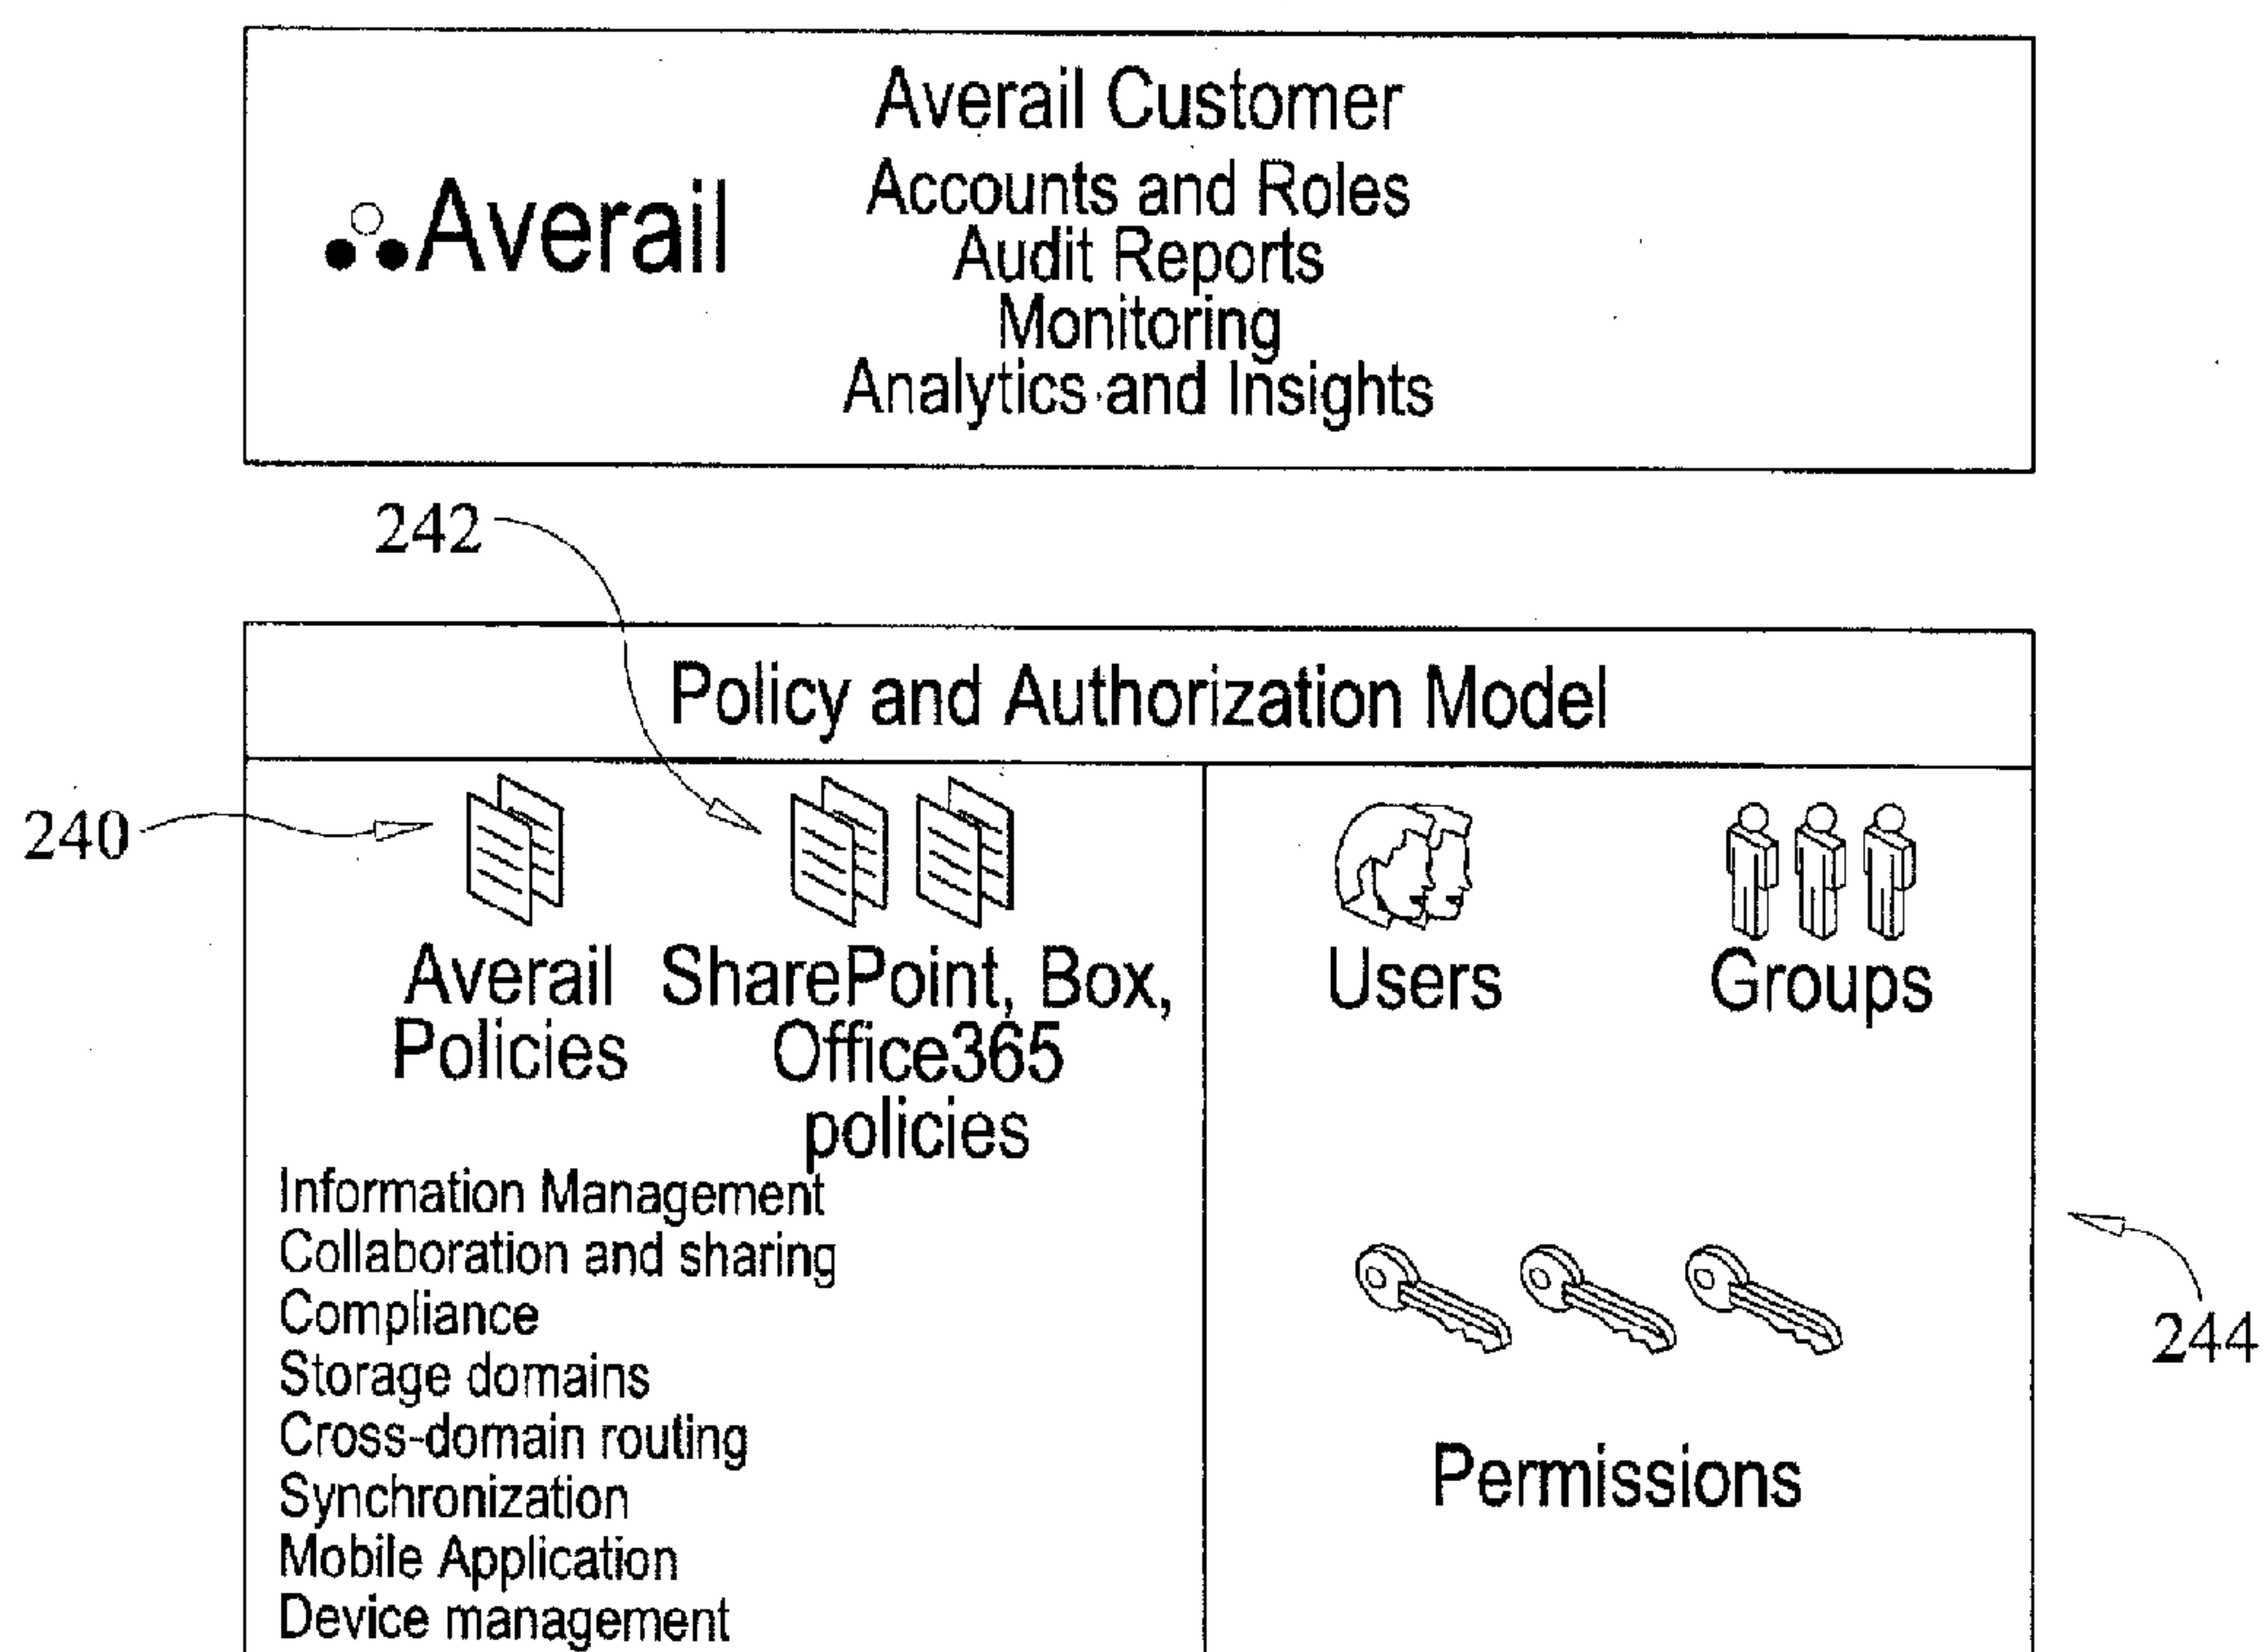 Averail Customer
Averail
Accounts and Roles
Audit Reports
Monitoring
Analytics and Insights
242
Policy and Authorization Model
240
Averail
Policies
SharePoint, Box,
Office365
policies
Users
Groups
Information Management
Collaboration and sharing
Compliance
Storage domains
Cross-domain routing
Synchronization
Mobile Application
Device management
Permissions
244